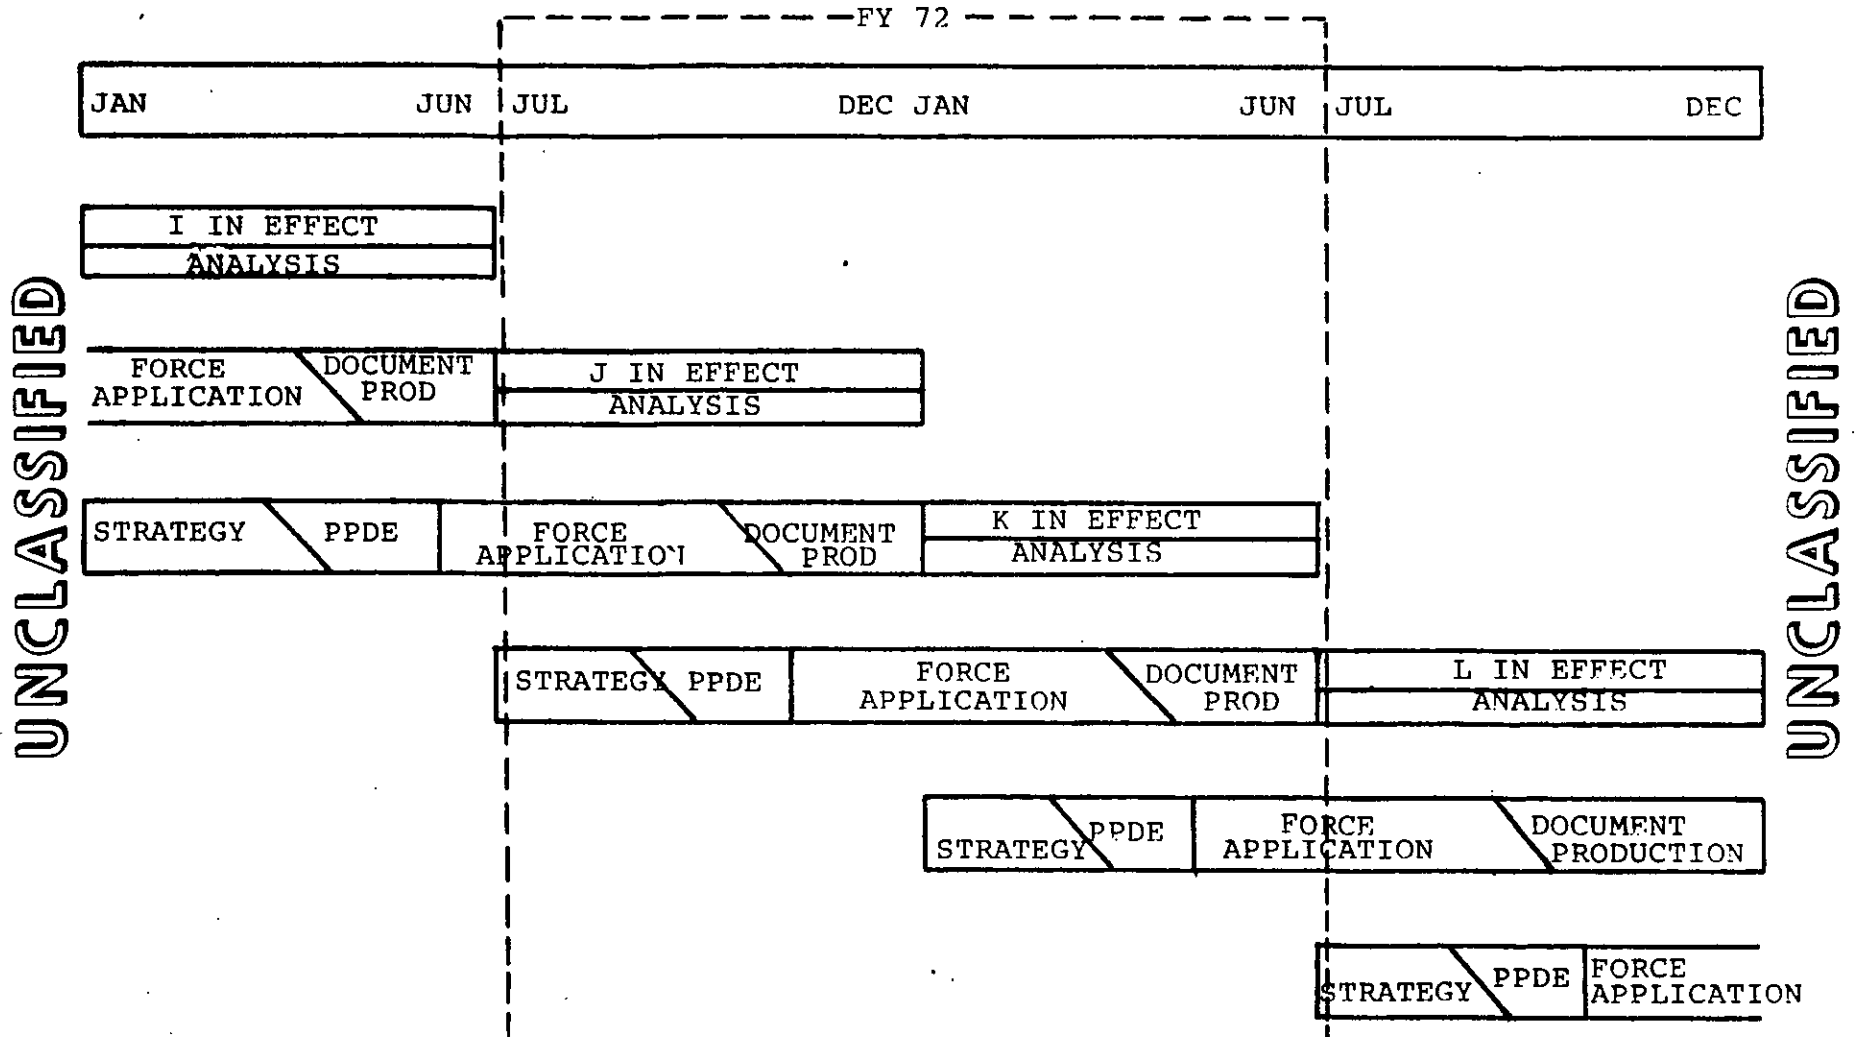 FY 72
JAN JUN JUL DEC JAN JUN JUL DEC
I IN EFFECT
ANALYSIS
UNCLASSIFIED
UNCLASSIFIED
FORCE
APPLICATION
DOCUMENT
PROD
J IN EFFECT
ANALYSIS
STRATEGY
PPDE
FORCE
APPLICATION
DOCUMENT
PROD
K IN EFFECT
ANALYSIS
STRATEGY
PPDE
FORCE
APPLICATION
DOCUMENT
PROD
L IN EFFECT
ANALYSIS
STRATEGY
PPDE
FORCE
APPLICATION
DOCUMENT
PRODUCTION
STRATEGY
PPDE
FORCE
APPLICATION